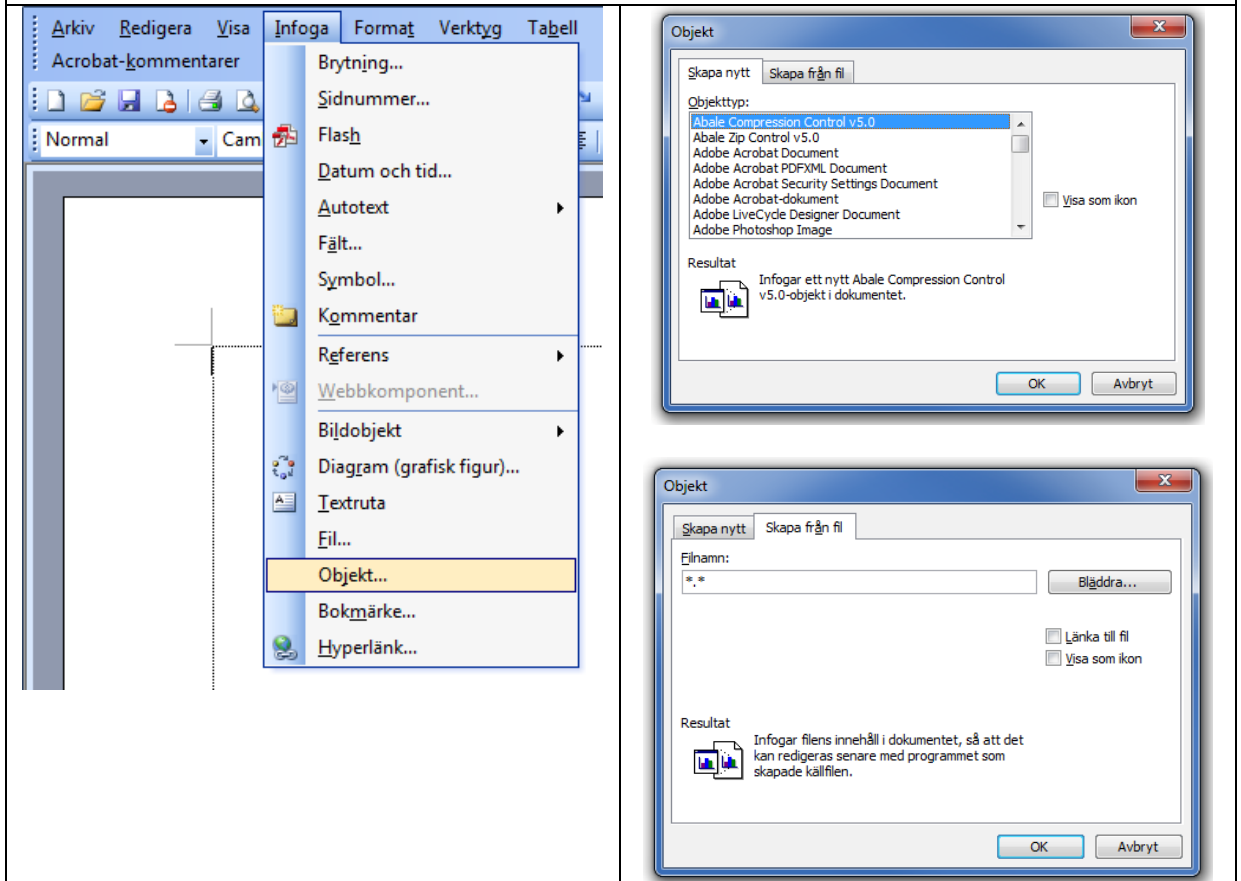 Arkiv Redigera Visa Infoga Format Verktyg Tabell
Acrobat-kommentarer
Normal Cam
Brytning...
Sidnummer...
Flash
Datum och tid...
Autotext
Fält...
Symbol...
Kommentar
Referens
Webbkomponent...
Bildobjekt
Diagram (grafisk figur)...
Textruta
Fil...
Objekt...
Bokmärke...
Hyperlänk...
Objekt
Skapa nytt Skapa från fil
Objekttyp:
Abale Compression Control v5.0
Abale Zip Control v5.0
Adobe Acrobat Document
Adobe Acrobat PDFXML Document
Adobe Acrobat Security Settings Document
Adobe Acrobat-dokument
Adobe LiveCycle Designer Document
Adobe Photoshop Image
Visa som ikon
Resultat
Infogar ett nytt Abale Compression Control
v5.0-objekt i dokumentet.
OK Avbryt
Objekt
Skapa nytt Skapa från fil
Filnamn:
*.* Bläddra...
Länka till fil
Visa som ikon
Resultat
Infogar filens innehåll i dokumentet, så att det
kan redigeras senare med programmet som
skapade källfilen.
OK Avbryt